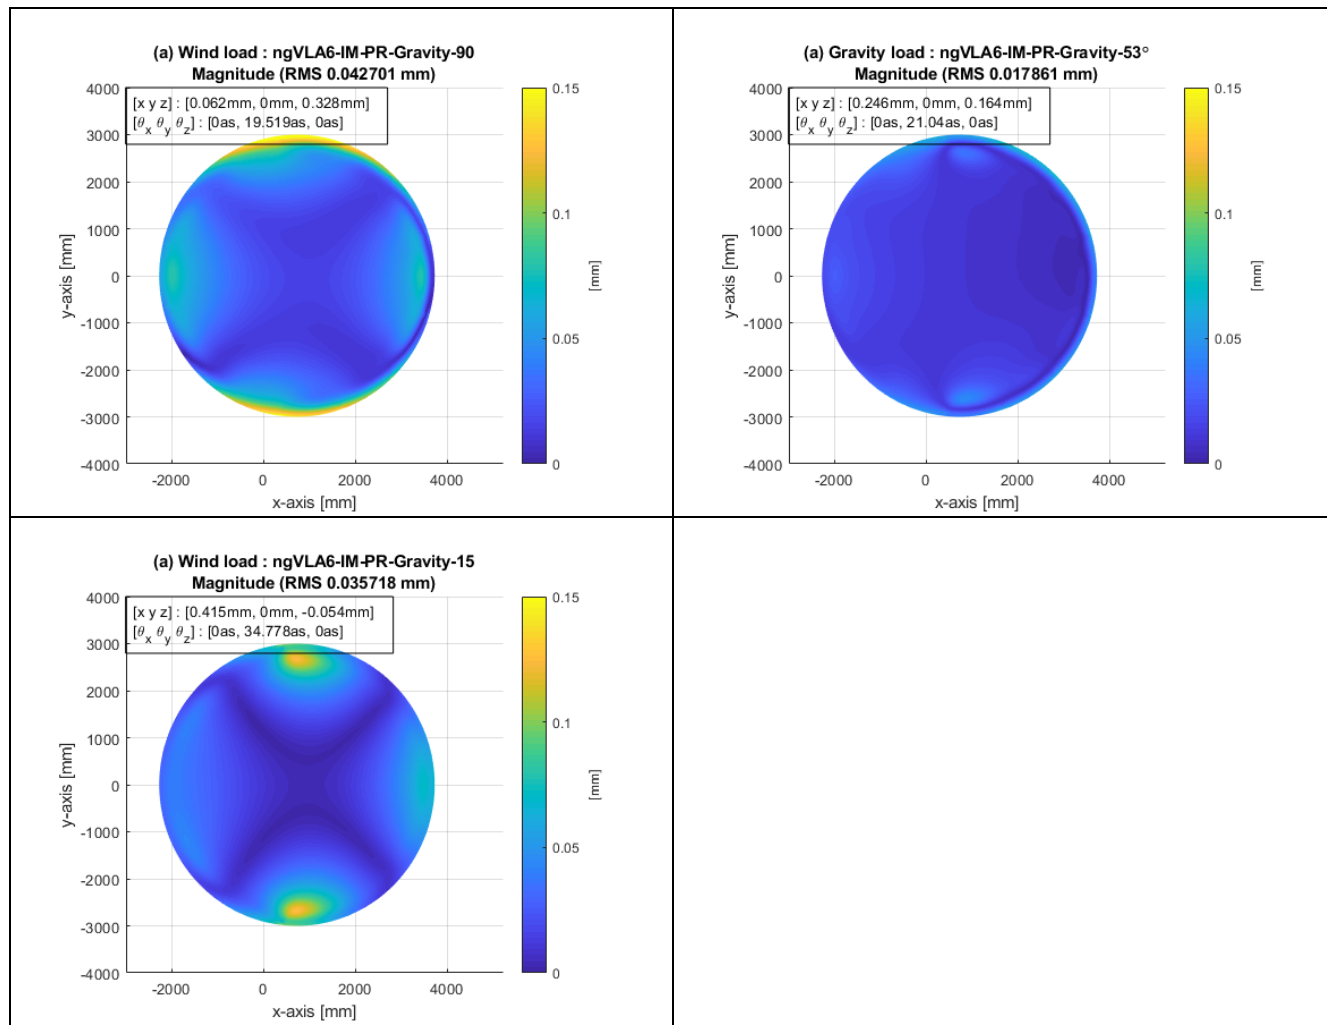 (a) Wind load : ngVLA6-IM-PR-Gravity-90
Magnitude (RMS 0.042701 mm)
[x y z] : [0.062mm, 0mm, 0.328mm]
[θx θy θz] : [0as, 19.519as, 0as]
4000
3000
2000
1000
0
-1000
-2000
-3000
-4000
y-axis [mm]
-2000 0 2000 4000
x-axis [mm]
0.15
0.1
0.05
0
[mm]
(a) Gravity load : ngVLA6-IM-PR-Gravity-53°
Magnitude (RMS 0.017861 mm)
[x y z] : [0.246mm, 0mm, 0.164mm]
[θx θy θz] : [0as, 21.04as, 0as]
4000
3000
2000
1000
0
-1000
-2000
-3000
-4000
y-axis [mm]
-2000 0 2000 4000
x-axis [mm]
0.15
0.1
0.05
0
[mm]
(a) Wind load : ngVLA6-IM-PR-Gravity-15
Magnitude (RMS 0.035718 mm)
[x y z] : [0.415mm, 0mm, -0.054mm]
[θx θy θz] : [0as, 34.778as, 0as]
4000
3000
2000
1000
0
-1000
-2000
-3000
-4000
y-axis [mm]
-2000 0 2000 4000
x-axis [mm]
0.15
0.1
0.05
0
[mm]